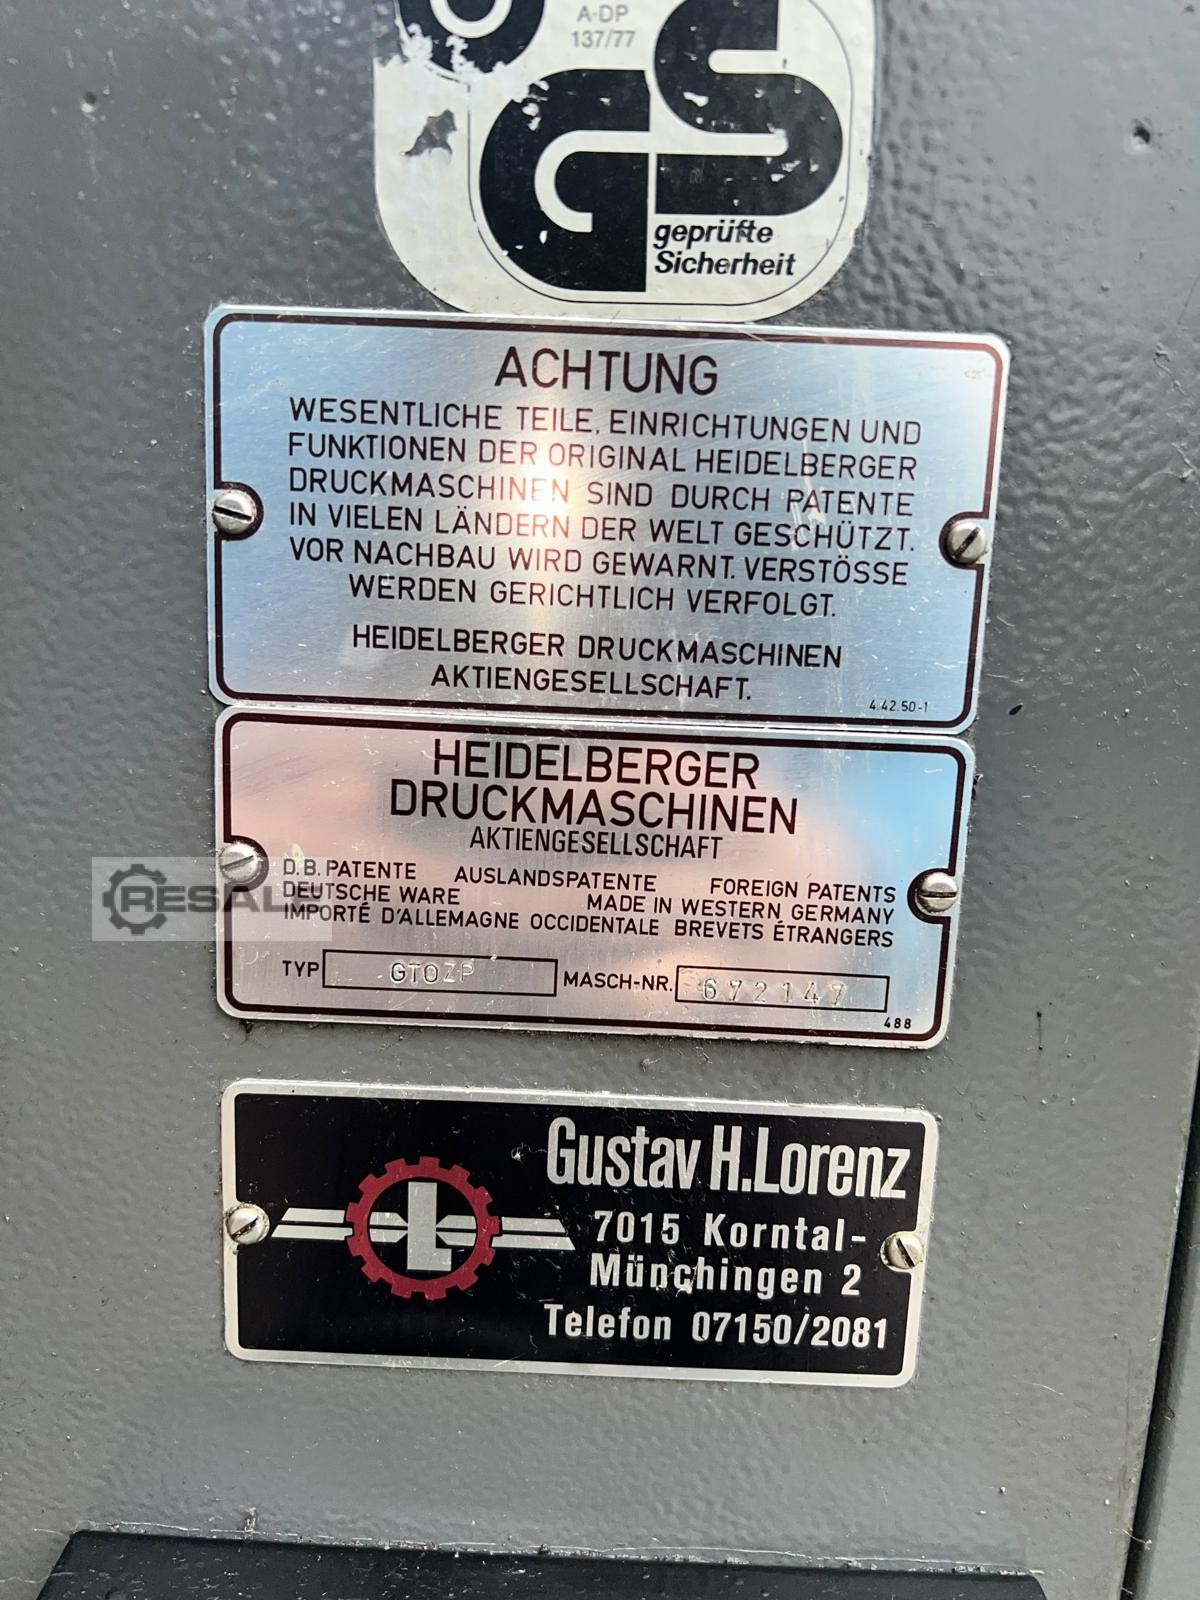 A-DP
137/77
GS
geprüfte
Sicherheit
ACHTUNG
WESENTLICHE TEILE, EINRICHTUNGEN UND
FUNKTIONEN DER ORIGINAL HEIDELBERGER
DRUCKMASCHINEN SIND DURCH PATENTE
IN VIELEN LÄNDERN DER WELT GESCHÜTZT.
VOR NACHBAU WIRD GEWARNT. VERSTÖSSE
WERDEN GERICHTLICH VERFOLGT.
HEIDELBERGER DRUCKMASCHINEN
AKTIENGESELLSCHAFT.
4.42.50-1
HEIDELBERGER
DRUCKMASCHINEN
AKTIENGESELLSCHAFT
D.B. PATENTE AUSLANDSPATENTE FOREIGN PATENTS
DEUTSCHE WARE MADE IN WESTERN GERMANY
IMPORTÉ D'ALLEMAGNE OCCIDENTALE BREVETS ÉTRANGERS
TYP GTOZP MASCH-NR. 672147
488
RESALE
L
Gustav H. Lorenz
7015 Korntal-
Münchingen 2
Telefon 07150/2081